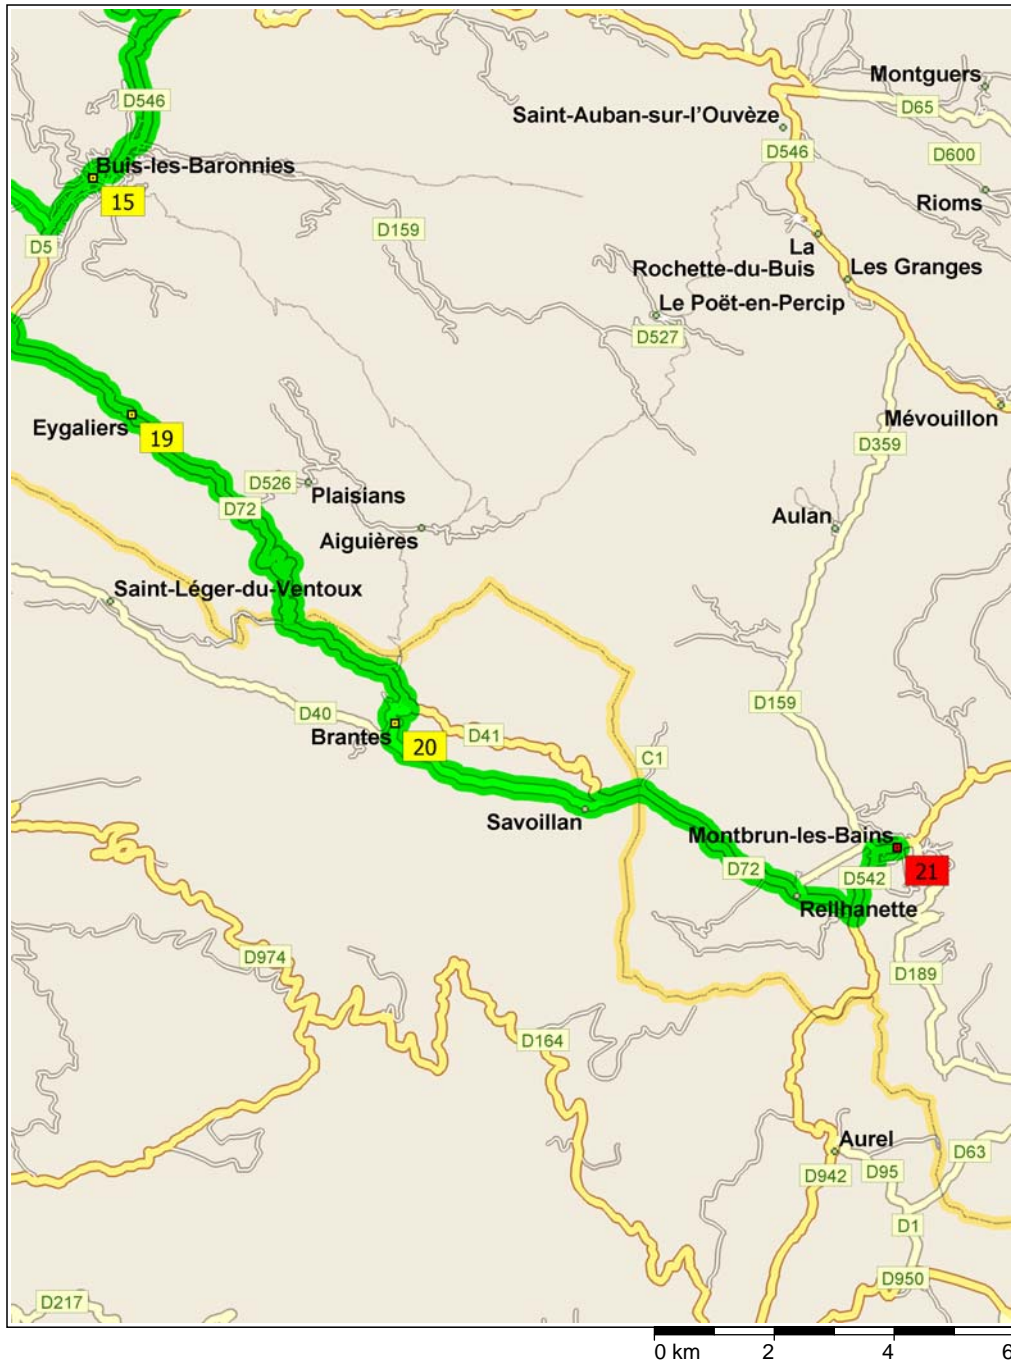 Montguers
D546
D65
Saint-Auban-sur-l'Ouvèze
D546
D600
Buis-les-Baronnies
15
Rioms
D159
D5
La
Rochette-du-Buis
Les Granges
Le Poët-en-Percip
D527
Mévouillon
Eygaliers
19
D359
D526
Plaisians
D72
Aulan
Aiguières
Saint-Léger-du-Ventoux
D159
D40
Brantes
20
D41
C1
Savoillan
Montbrun-les-Bains
D72
D542
21
Reilhanette
D974
D189
D164
Aurel
D63
D942
D95
D1
D950
D217
0 km
2
4
6